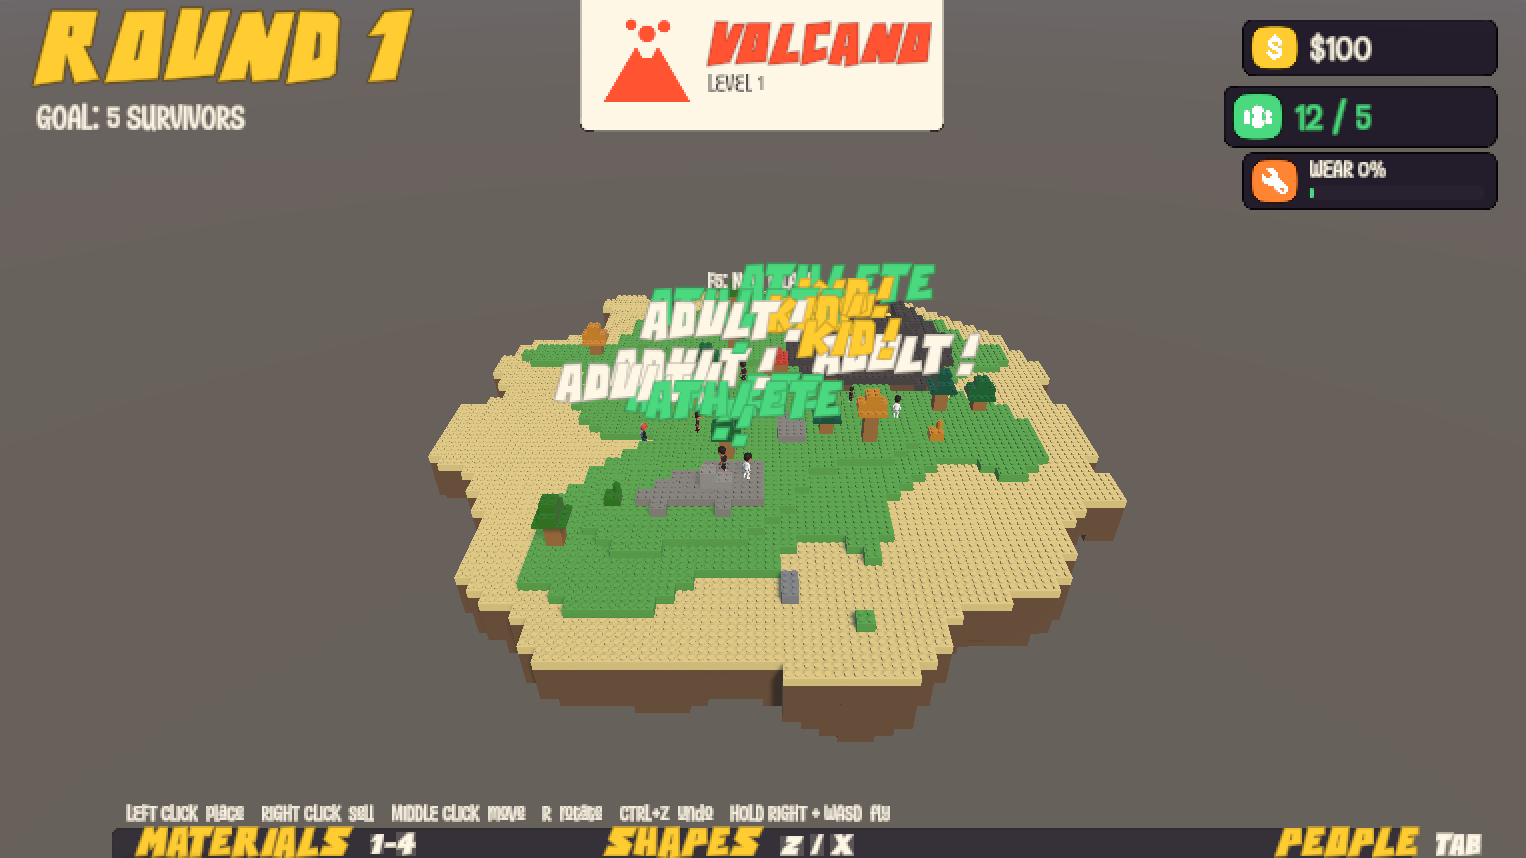 ROUND 1
GOAL: 5 SURVIVORS
VOLCANO
LEVEL 1
$100
12 / 5
WEAR 0%
ATHLETE
ADULT!
KID!
KID!
ADULT!
ADULT!
ATHLETE
LEFT CLICK place RIGHT CLICK sell MIDDLE CLICK move R rotate CTRL+Z undo HOLD RIGHT + WASD fly
MATERIALS 1-4 SHAPES Z / X PEOPLE TAB